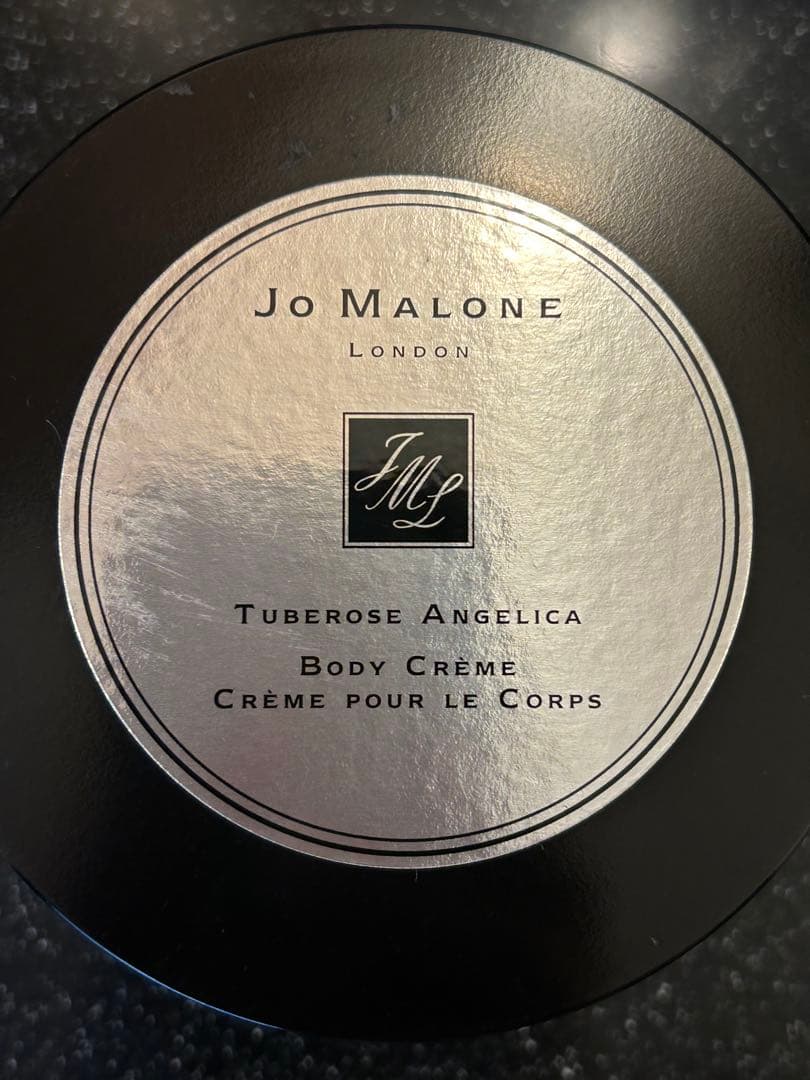 JO MALONE
LONDON
JML
TUBEROSE ANGELICA
BODY CRÈME
CRÈME POUR LE CORPS